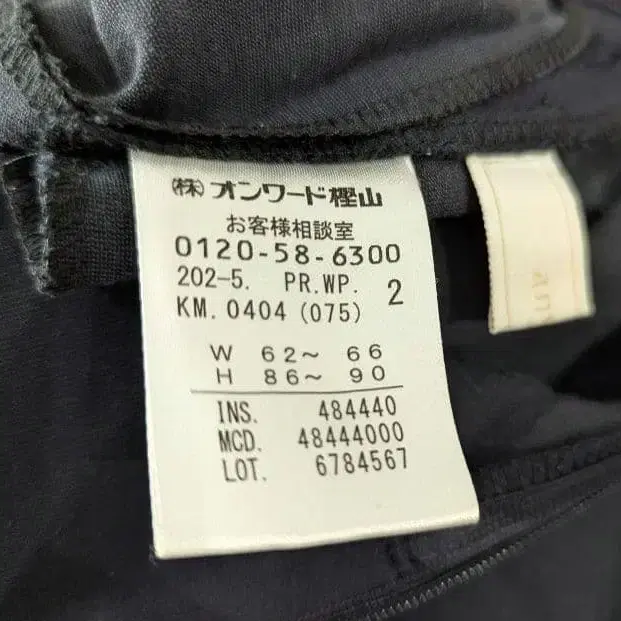 ㈱オンワード樫山
お客様相談室
0120-58-6300
202-5. PR.WP. 2
KM. 0404 (075)
W 62～ 66
H 86～ 90
INS. 484440
MCD. 48444000
LOT. 6784567